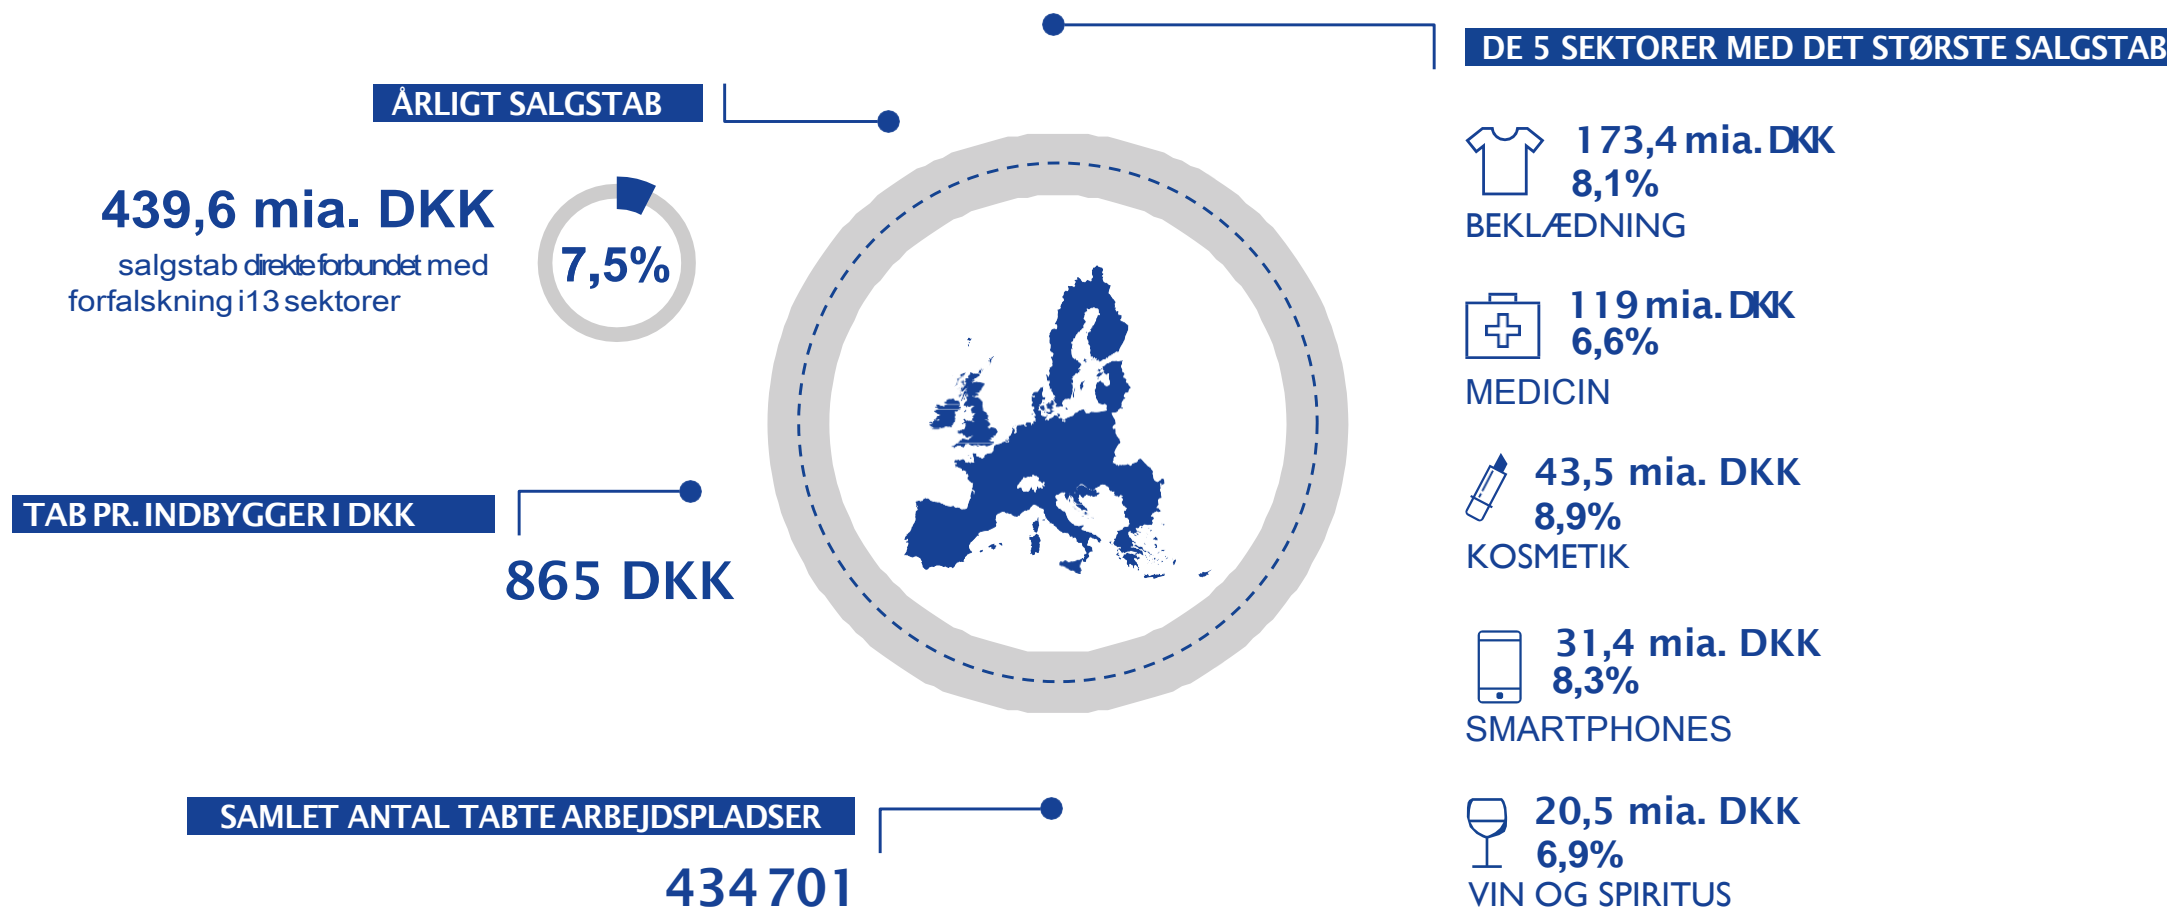 ÅRLIGT SALGSTAB
439,6 mia. DKK
salgstab direkte forbundet med
forfalskning i 13 sektorer
7,5%
TAB PR. INDBYGGER I DKK
865 DKK
SAMLET ANTAL TABTE ARBEJDSPLADSER
434 701
DE 5 SEKTORER MED DET STØRSTE SALGSTAB
173,4 mia. DKK
8,1%
BEKLÆDNING
119 mia. DKK
6,6%
MEDICIN
43,5 mia. DKK
8,9%
KOSMETIK
31,4 mia. DKK
8,3%
SMARTPHONES
20,5 mia. DKK
6,9%
VIN OG SPIRITUS